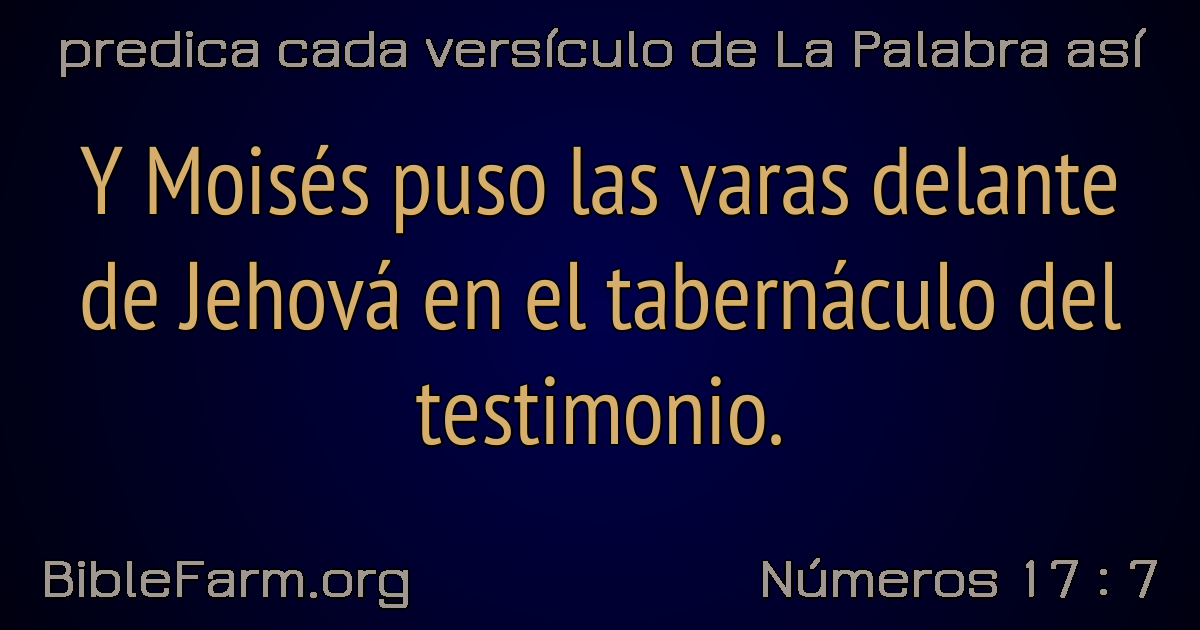 predica cada versículo de La Palabra así
Y Moisés puso las varas delante
de Jehová en el tabernáculo del
testimonio.
BibleFarm.org
Números 17 : 7